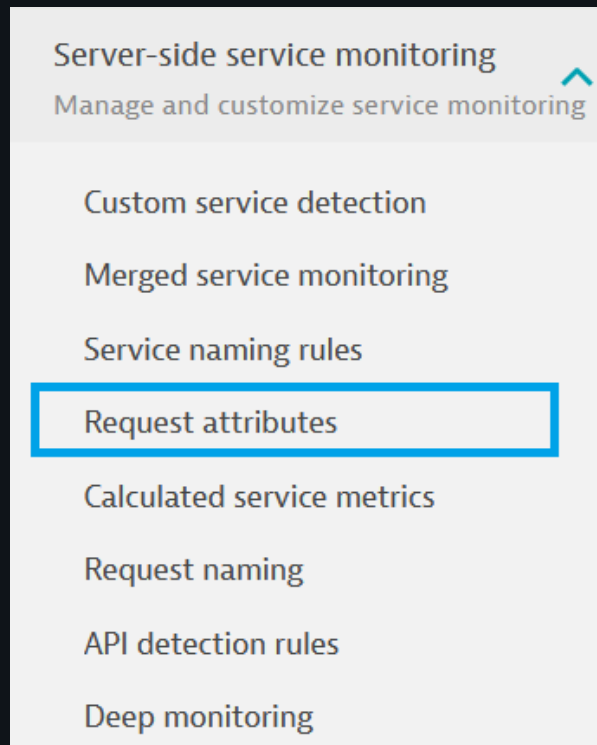 Server-side service monitoring
Manage and customize service monitoring
Custom service detection
Merged service monitoring
Service naming rules
Request attributes
Calculated service metrics
Request naming
API detection rules
Deep monitoring